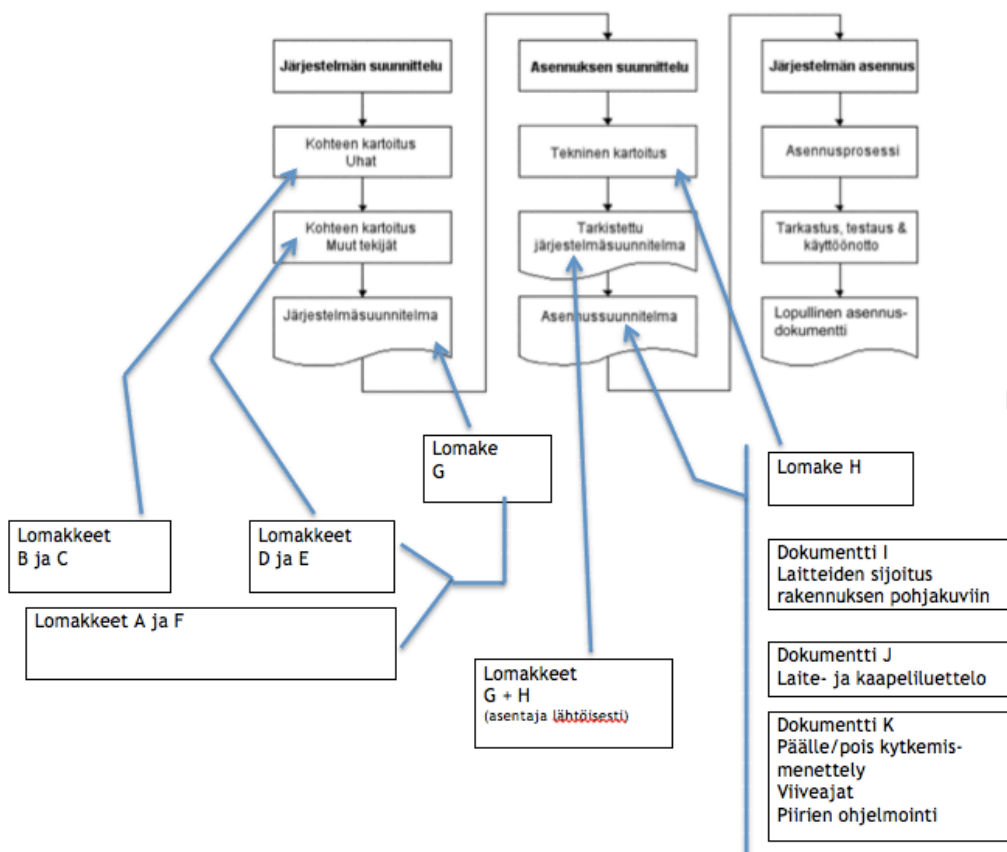 Järjestelmän suunnittelu
Kohteen kartoitus
Uhat
Kohteen kartoitus
Muut tekijät
Järjestelmäsuunnitelma
Asennuksen suunnittelu
Tekninen kartoitus
Tarkistettu
järjestelmäsuunnitelma
Asennussuunnitelma
Järjestelmän asennus
Asennusprosessi
Tarkastus, testaus &
käyttöönotto
Lopullinen asennus-
dokumentti
Lomake
G
Lomake H
Lomakkeet
B ja C
Lomakkeet
D ja E
Lomakkeet A ja F
Lomakkeet
G + H
(asentaja lähtöisesti)
Dokumentti I
Laitteiden sijoitus
rakennuksen pohjakuviin
Dokumentti J
Laite- ja kaapeliluettelo
Dokumentti K
Päälle/pois kytkemis-
menettely
Viiveajat
Piirien ohjelmointi